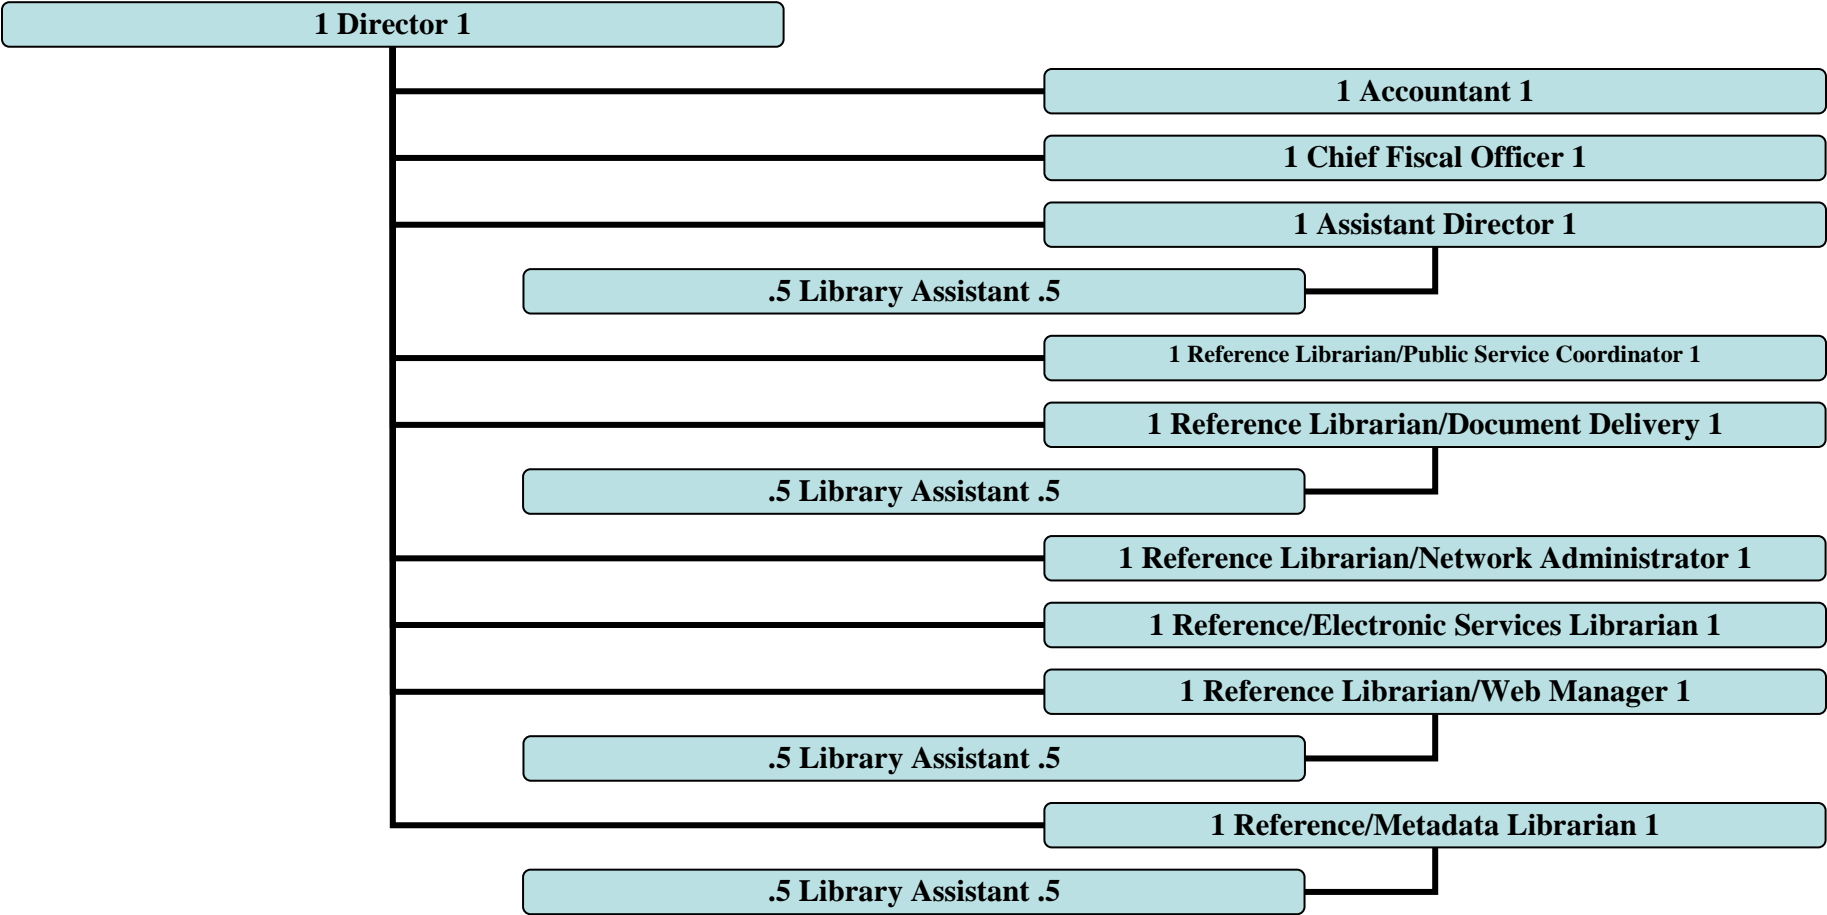 1 Director 1
1 Accountant 1
1 Chief Fiscal Officer 1
1 Assistant Director 1
.5 Library Assistant .5
1 Reference Librarian/Public Service Coordinator 1
1 Reference Librarian/Document Delivery 1
.5 Library Assistant .5
1 Reference Librarian/Network Administrator 1
1 Reference/Electronic Services Librarian 1
1 Reference Librarian/Web Manager 1
.5 Library Assistant .5
1 Reference/Metadata Librarian 1
.5 Library Assistant .5